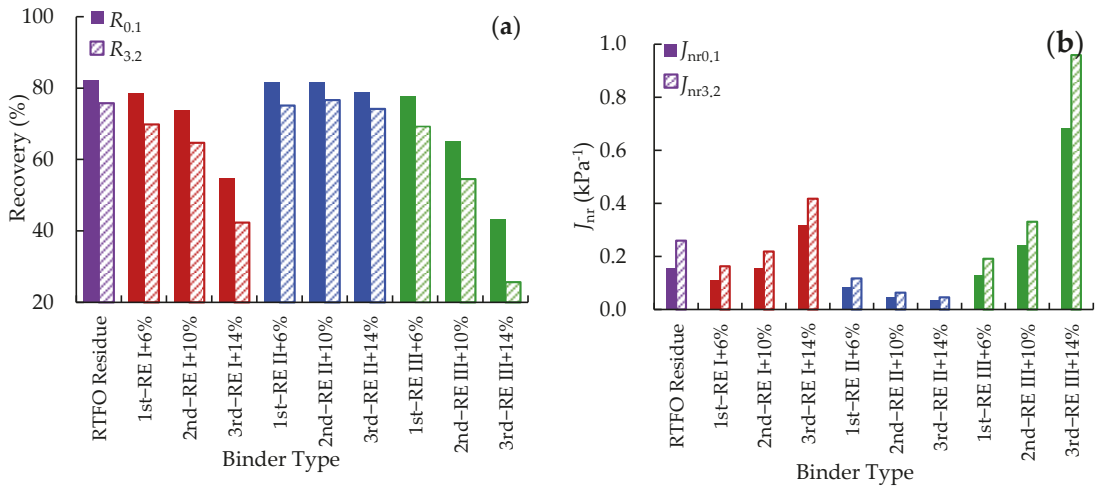 (a)
R0.1
R3.2
100
80
60
40
20
Recovery (%)
RTFO Residue
1st−RE I+6%
2nd−RE I+10%
3rd−RE I+14%
1st−RE II+6%
2nd−RE II+10%
3rd−RE II+14%
1st−RE III+6%
2nd−RE III+10%
3rd−RE III+14%
Binder Type
(b)
Jnr0.1
Jnr3.2
1.0
0.8
0.6
0.4
0.2
0.0
Jnr (kPa-1)
RTFO Residue
1st−RE I+6%
2nd−RE I+10%
3rd−RE I+14%
1st−RE II+6%
2nd−RE II+10%
3rd−RE II+14%
1st−RE III+6%
2nd−RE III+10%
3rd−RE III+14%
Binder Type